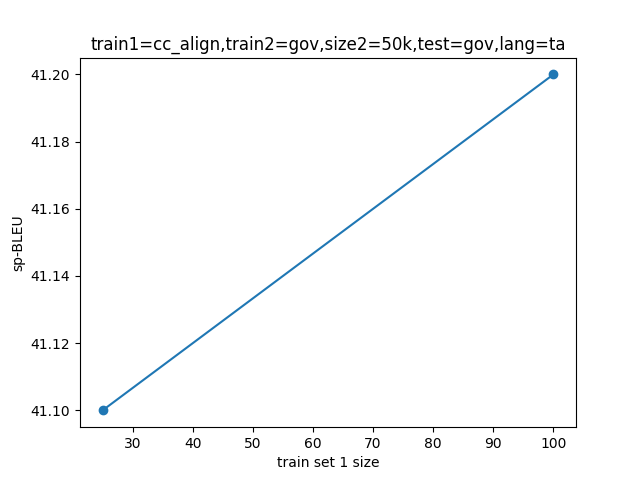 train1=cc_align,train2=gov,size2=50k,test=gov,lang=ta
41.20
41.18
41.16
41.14
41.12
41.10
sp-BLEU
30 40 50 60 70 80 90 100
train set 1 size